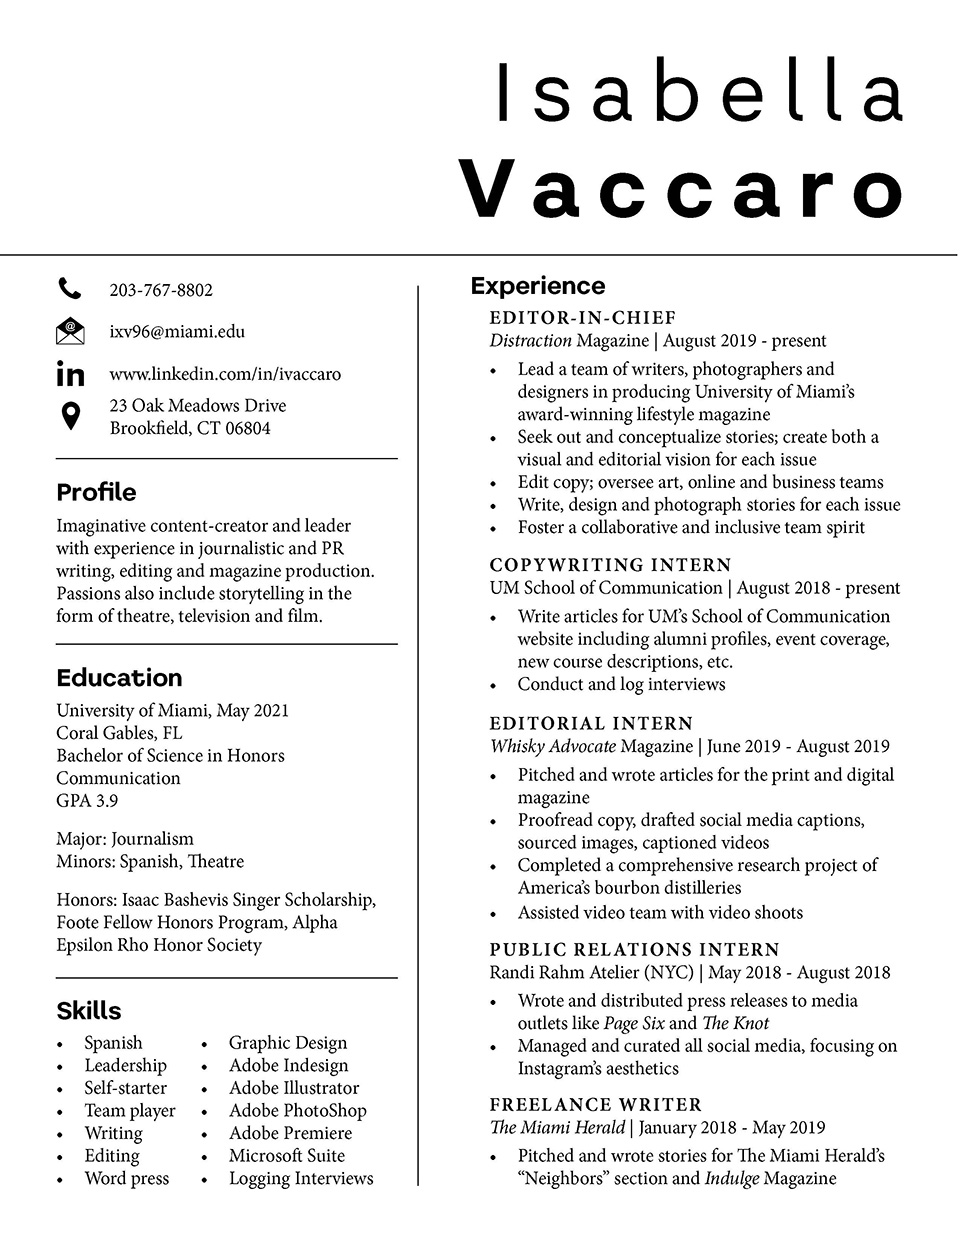 Isabella
Vaccaro
203-767-8802
ixv96@miami.edu
in www.linkedin.com/in/ivaccaro
23 Oak Meadows Drive
Brookfield, CT 06804
Profile
Imaginative content-creator and leader
with experience in journalistic and PR
writing, editing and magazine production.
Passions also include storytelling in the
form of theatre, television and film.
Education
University of Miami, May 2021
Coral Gables, FL
Bachelor of Science in Honors
Communication
GPA 3.9
Major: Journalism
Minors: Spanish, Theatre
Honors: Isaac Bashevis Singer Scholarship,
Foote Fellow Honors Program, Alpha
Epsilon Rho Honor Society
Skills
• Spanish
• Leadership
• Self-starter
• Team player
• Writing
• Editing
• Word press
• Graphic Design
• Adobe Indesign
• Adobe Illustrator
• Adobe PhotoShop
• Adobe Premiere
• Microsoft Suite
• Logging Interviews
Experience
EDITOR-IN-CHIEF
Distraction Magazine | August 2019 - present
• Lead a team of writers, photographers and
designers in producing University of Miami's
award-winning lifestyle magazine
• Seek out and conceptualize stories; create both a
visual and editorial vision for each issue
• Edit copy; oversee art, online and business teams
• Write, design and photograph stories for each issue
• Foster a collaborative and inclusive team spirit
COPYWRITING INTERN
UM School of Communication | August 2018 - present
• Write articles for UM's School of Communication
website including alumni profiles, event coverage,
new course descriptions, etc.
• Conduct and log interviews
EDITORIAL INTERN
Whisky Advocate Magazine | June 2019 - August 2019
• Pitched and wrote articles for the print and digital
magazine
• Proofread copy, drafted social media captions,
sourced images, captioned videos
• Completed a comprehensive research project of
America's bourbon distilleries
• Assisted video team with video shoots
PUBLIC RELATIONS INTERN
Randi Rahm Atelier (NYC) | May 2018 - August 2018
• Wrote and distributed press releases to media
outlets like Page Six and The Knot
• Managed and curated all social media, focusing on
Instagram's aesthetics
FREELANCE WRITER
The Miami Herald | January 2018 - May 2019
• Pitched and wrote stories for The Miami Herald's
“Neighbors” section and Indulge Magazine